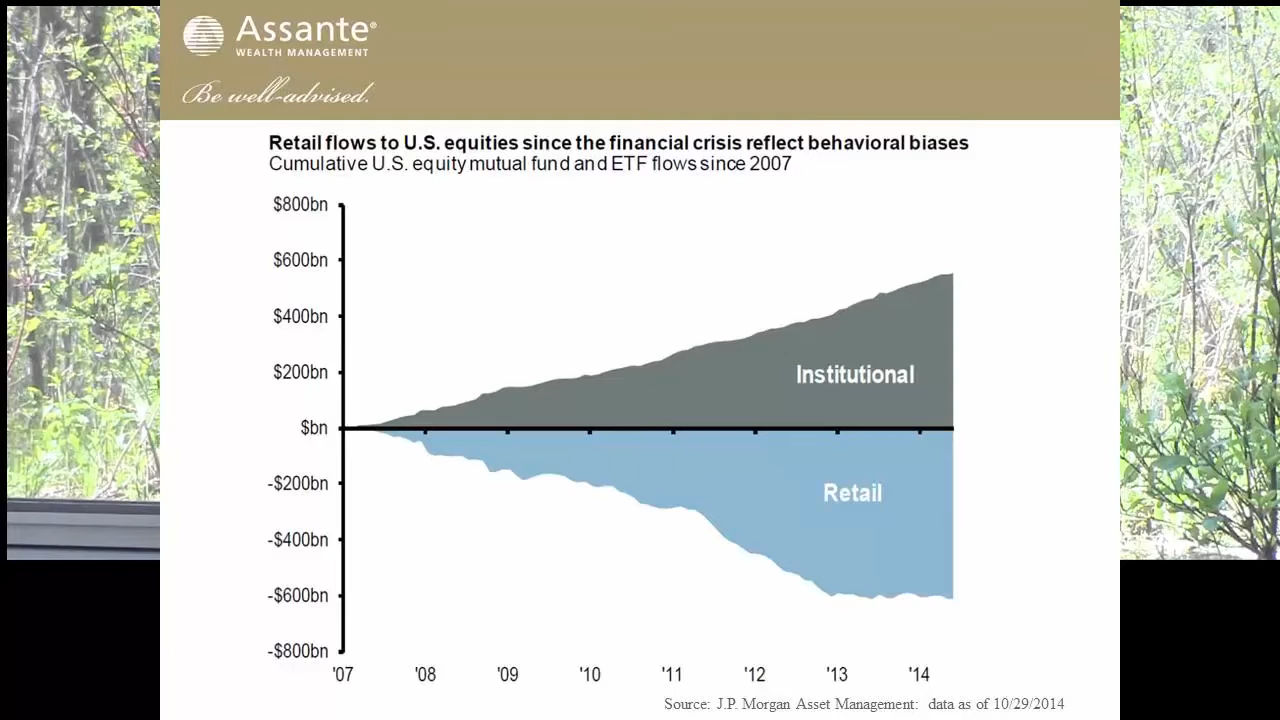 Assante®
WEALTH MANAGEMENT
Be well-advised.
Retail flows to U.S. equities since the financial crisis reflect behavioral biases
Cumulative U.S. equity mutual fund and ETF flows since 2007
$800bn
$600bn
$400bn
$200bn
$bn
-$200bn
-$400bn
-$600bn
-$800bn
Institutional
Retail
'07 '08 '09 '10 '11 '12 '13 '14
Source: J.P. Morgan Asset Management: data as of 10/29/2014